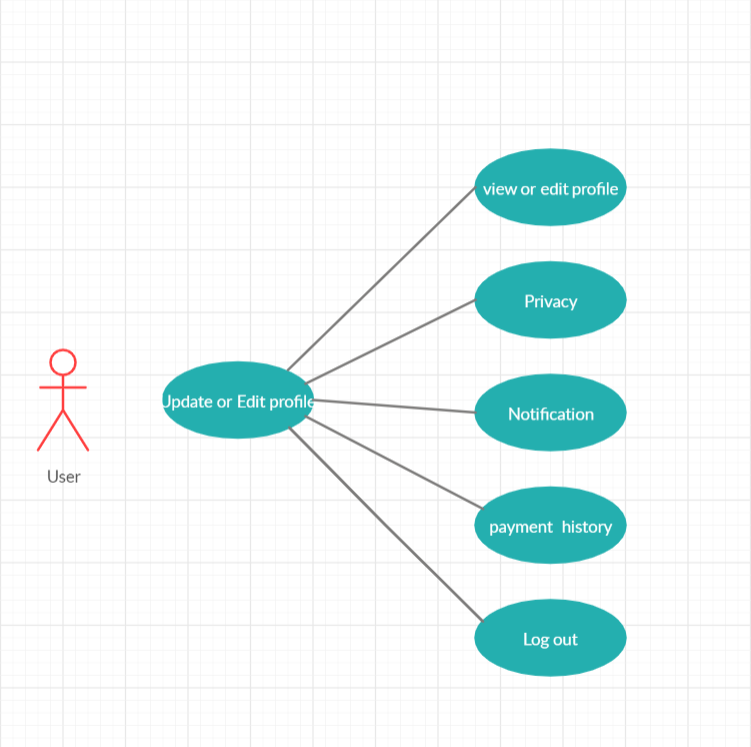 view or edit profile
Privacy
Update or Edit profile
Notification
User
payment  history
Log out